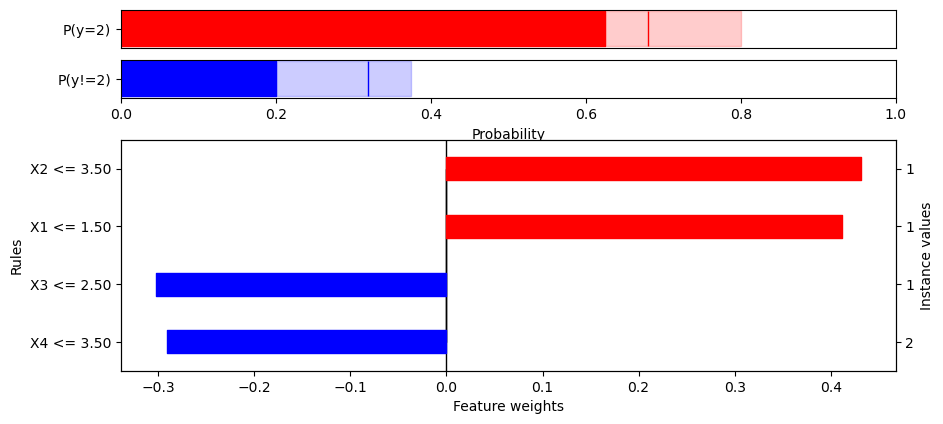 P(y=2)
P(y!=2)
0.0 0.2 0.4 0.6 0.8 1.0
Probability
X2 <= 3.50 1
X1 <= 1.50 1
X3 <= 2.50 1
X4 <= 3.50 2
Rules
Instance values
−0.3 −0.2 −0.1 0.0 0.1 0.2 0.3 0.4
Feature weights